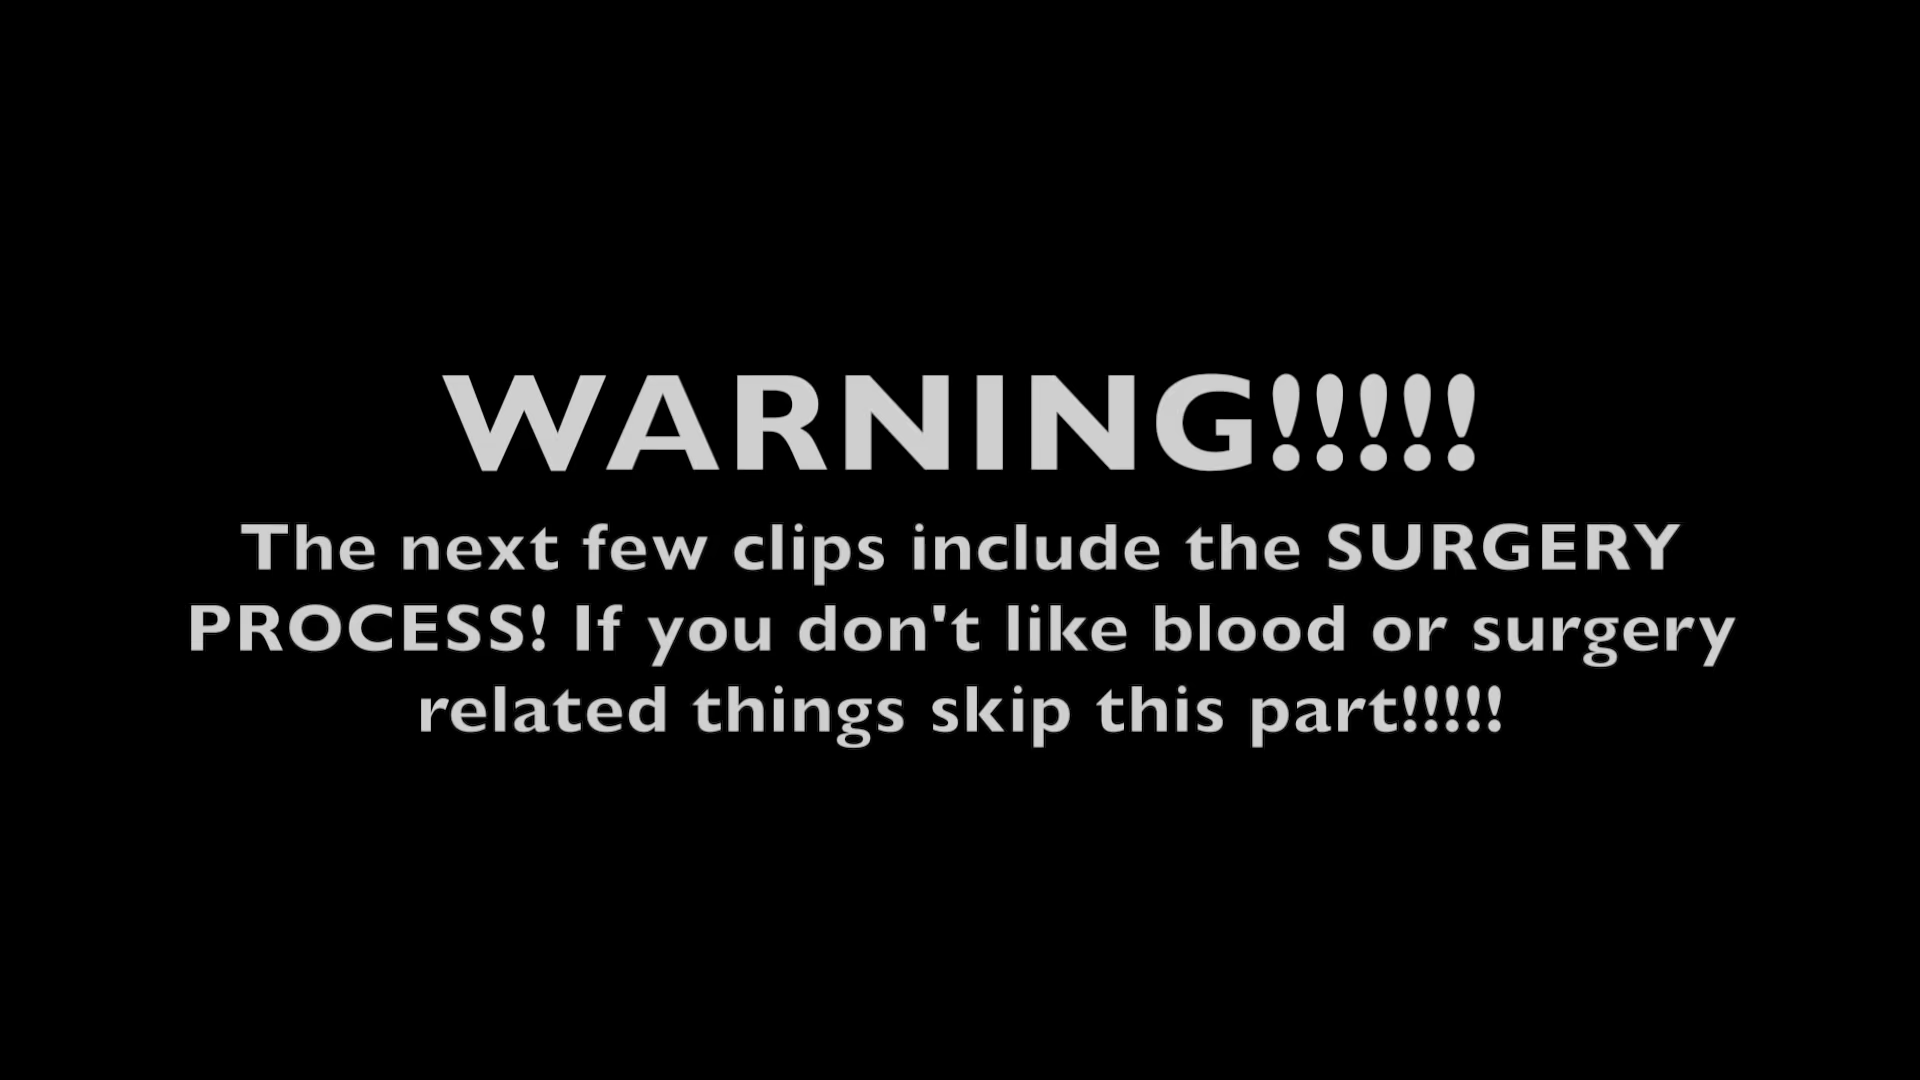 WARNING!!!!!
The next few clips include the SURGERY
PROCESS! If you don't like blood or surgery
related things skip this part!!!!!